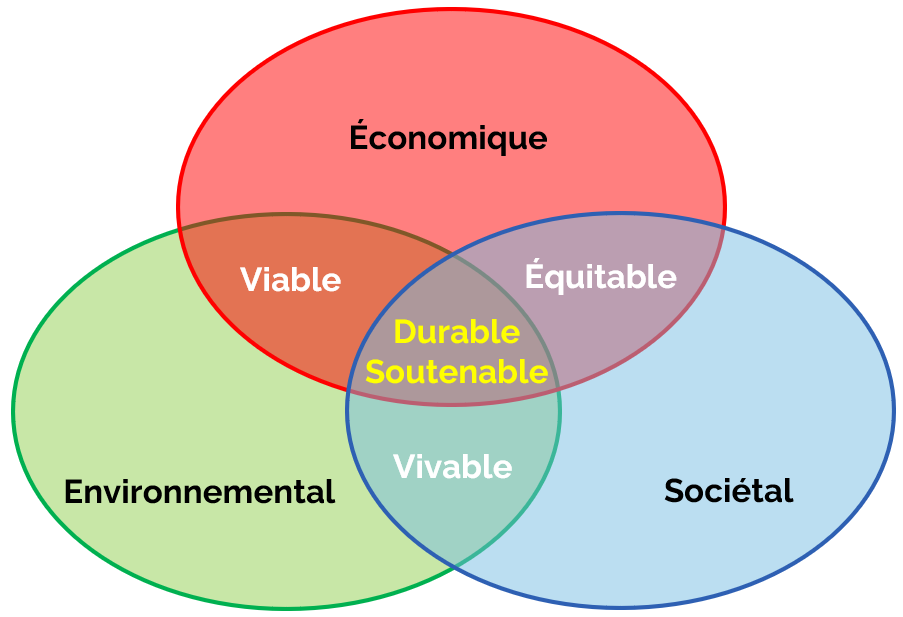 Économique
Viable
Équitable
Durable
Soutenable
Vivable
Environnemental
Sociétal